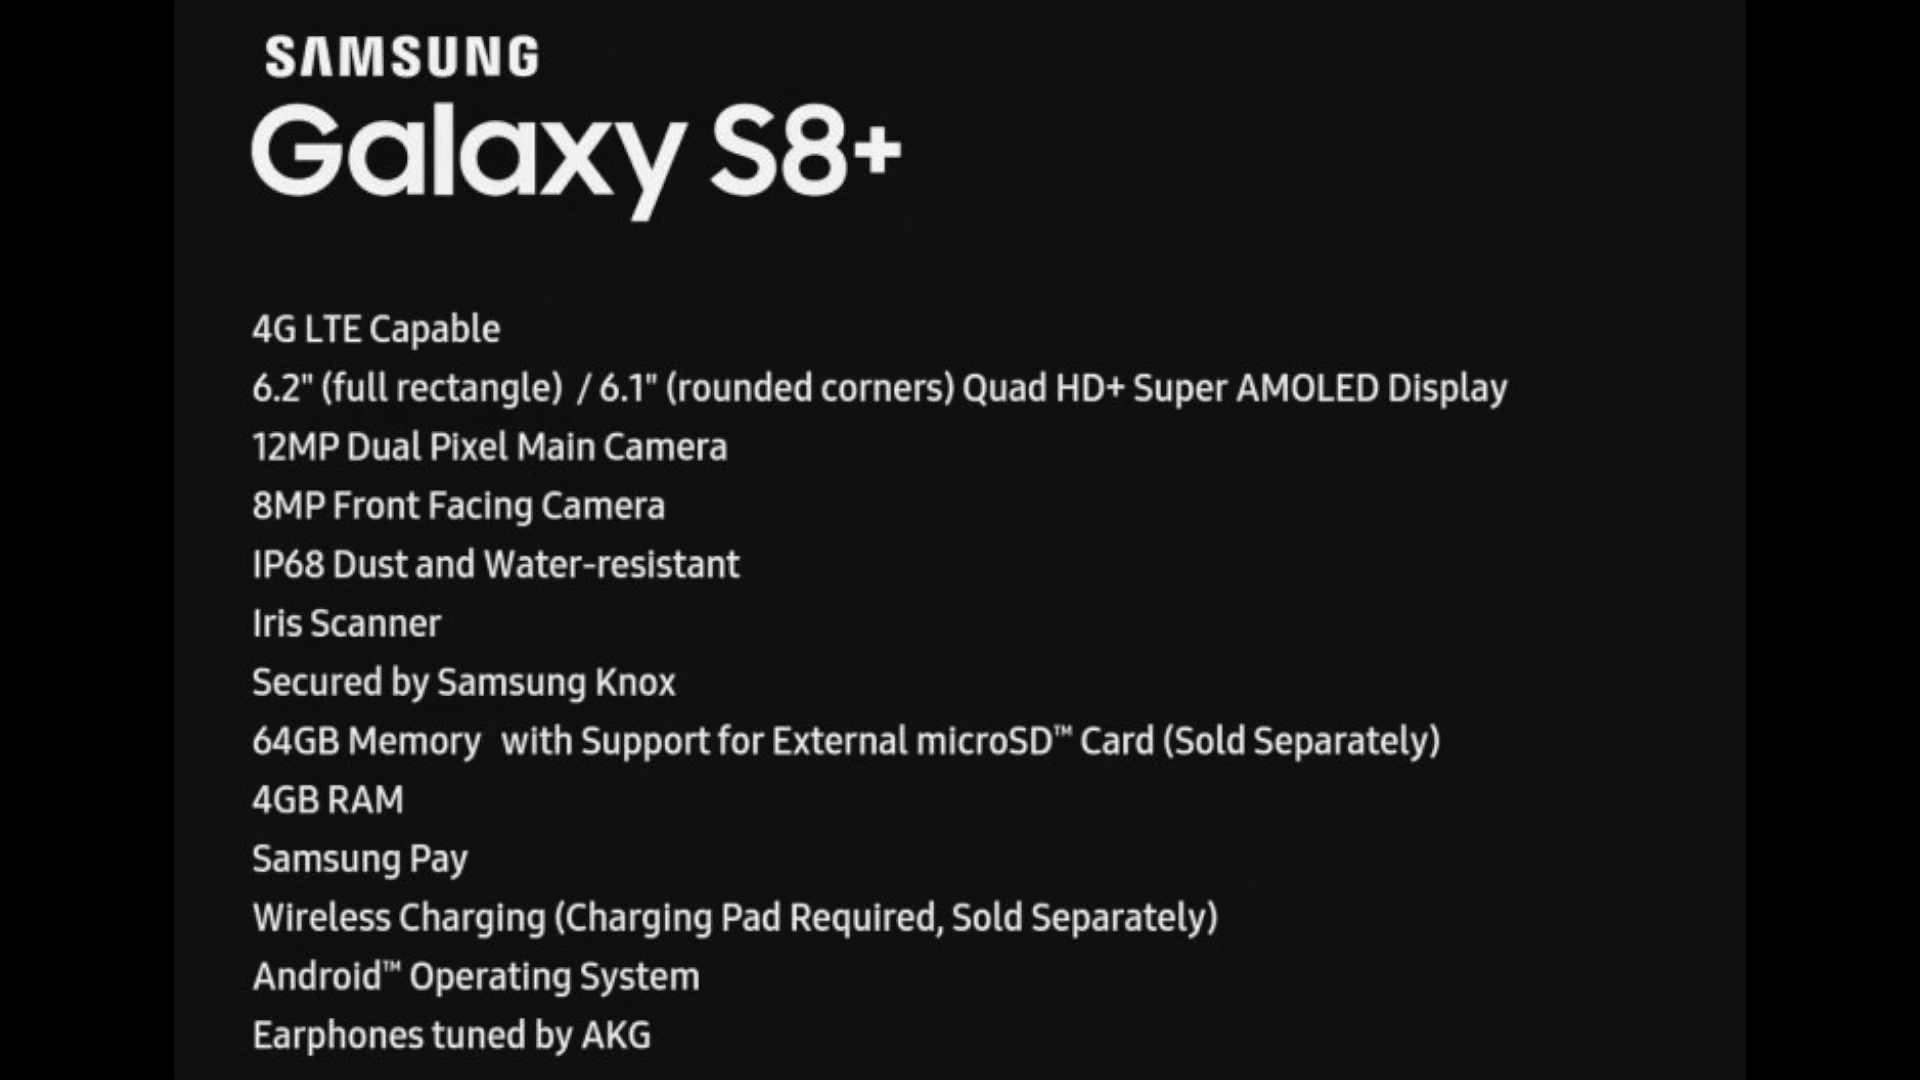 SAMSUNG
Galaxy S8+
4G LTE Capable
6.2" (full rectangle) / 6.1" (rounded corners) Quad HD+ Super AMOLED Display
12MP Dual Pixel Main Camera
8MP Front Facing Camera
IP68 Dust and Water-resistant
Iris Scanner
Secured by Samsung Knox
64GB Memory with Support for External microSD™ Card (Sold Separately)
4GB RAM
Samsung Pay
Wireless Charging (Charging Pad Required, Sold Separately)
Android™ Operating System
Earphones tuned by AKG